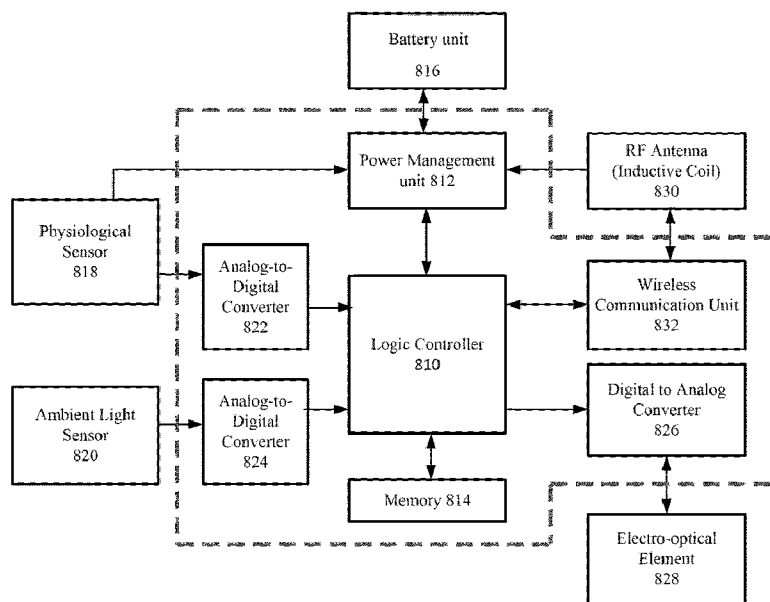 Battery unit
816
Power Management
unit 812
RF Antenna
(Inductive Coil)
830
Physiological
Sensor
818
Analog-to-
Digital
Converter
822
Logic Controller
810
Wireless
Communication Unit
832
Ambient Light
Sensor
820
Analog-to-
Digital
Converter
824
Digital to Analog
Converter
826
Memory 814
Electro-optical
Element
828